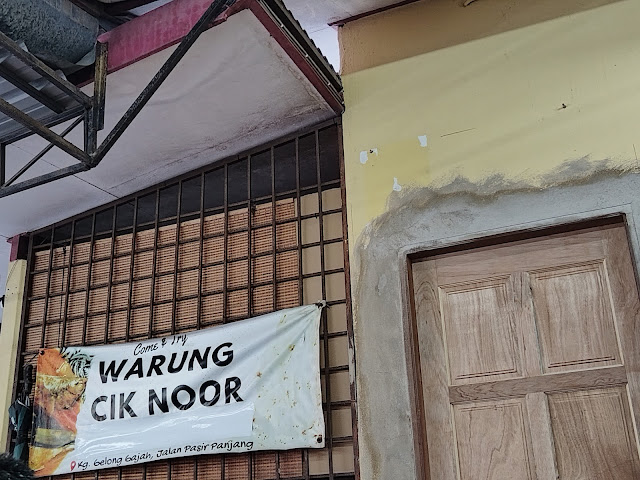 Come & Try
WARUNG
CIK NOOR
Kg. Gelong Gajah, Jalan Pasir Panjang